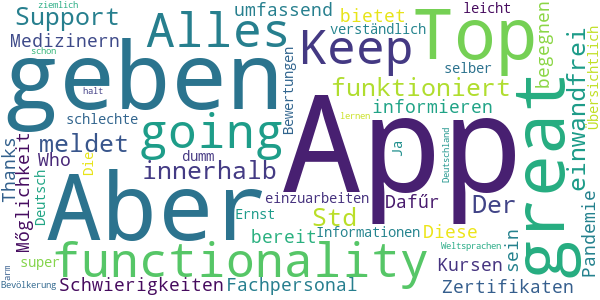 ziemlich
Support
Medizinern
Alles
umfassend
bietet
leicht
verständlich
Keep
Top
begegnen
Übersichtlich
schon
halt
geben
selber
funktioniert
einwandfrei
schlechte
Bewertungen
informieren
great
going
meldet
Thanks
Möglichkeit
Who
Die
dumm
innerhalb
App
Ja
lernen
Deutschland
Pandemie
Deutsch
Aber
einzuarbeiten
Dafür
Der
Ernst
Std
Diese
bereit
Informationen
sein
super
functionality
Weltsprachen
Kursen
arm
Bevölkerung
Schwierigkeiten
Fachpersonal
Zertifikaten